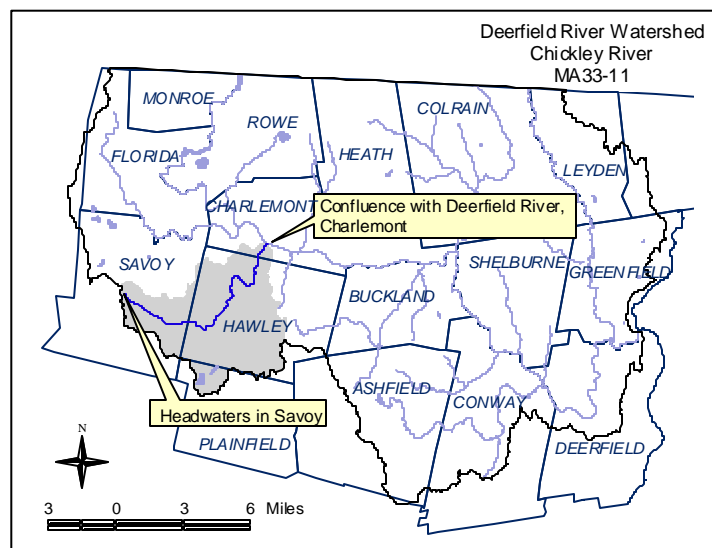 Deerfield River Watershed
Chickley River
MA33-11
MONROE
ROWE
COLRAIN
FLORIDA
HEATH
LEYDEN
CHARLEMONT
Confluence with Deerfield River,
Charlemont
SAVOY
SHELBURNE
GREENFIELD
BUCKLAND
HAWLEY
ASHFIELD
CONWAY
Headwaters in Savoy
PLAINFIELD
DEERFIELD
N
3 0 3 6 Miles